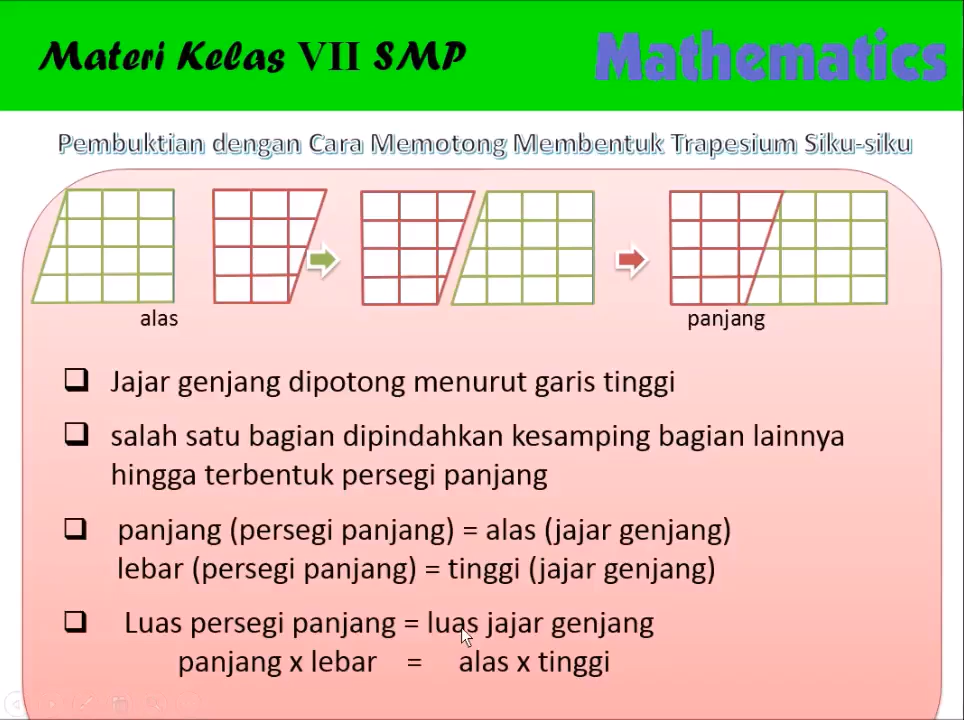 Materi Kelas VII SMP
Mathematics
Pembuktian dengan Cara Memotong Membentuk Trapesium Siku-siku
alas
panjang
Jajar genjang dipotong menurut garis tinggi
salah satu bagian dipindahkan kesamping bagian lainnya
hingga terbentuk persegi panjang
panjang (persegi panjang) = alas (jajar genjang)
lebar (persegi panjang) = tinggi (jajar genjang)
Luas persegi panjang = luas jajar genjang
panjang x lebar = alas x tinggi